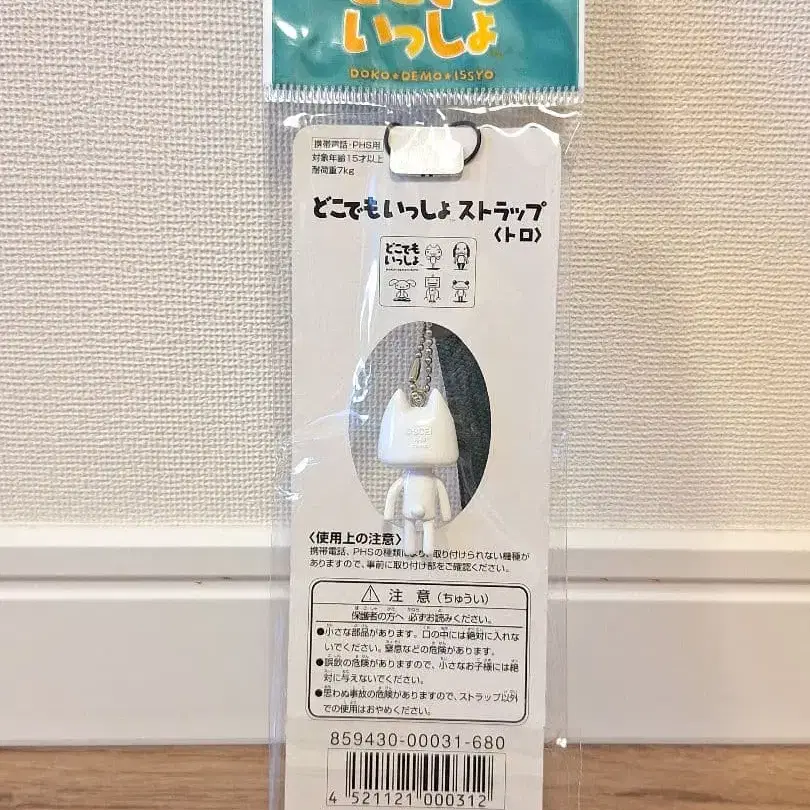 どこでも
いっしょ
DOKO★DEMO★ISSYO
携帯電話・PHS用
対象年齢15才以上
耐荷重7kg
どこでもいっしょ ストラップ
〈トロ〉
どこでも
いっしょ
©SCEI
〈使用上の注意〉
携帯電話、PHSの種類により、取り付けられない機種が
ありますので、事前に取り付け部をご確認ください。
⚠ 注意(ちゅうい)
保護者の方へ 必ずお読みください。
●小さな部品があります。口の中には絶対に入れな
いでください。窒息などの危険があります。
●誤飲の危険がありますので、小さなお子様には絶
対に与えないでください。
●思わぬ事故の危険がありますので、ストラップ以外
での使用はおやめください。
859430-00031-680
4 521121 000312